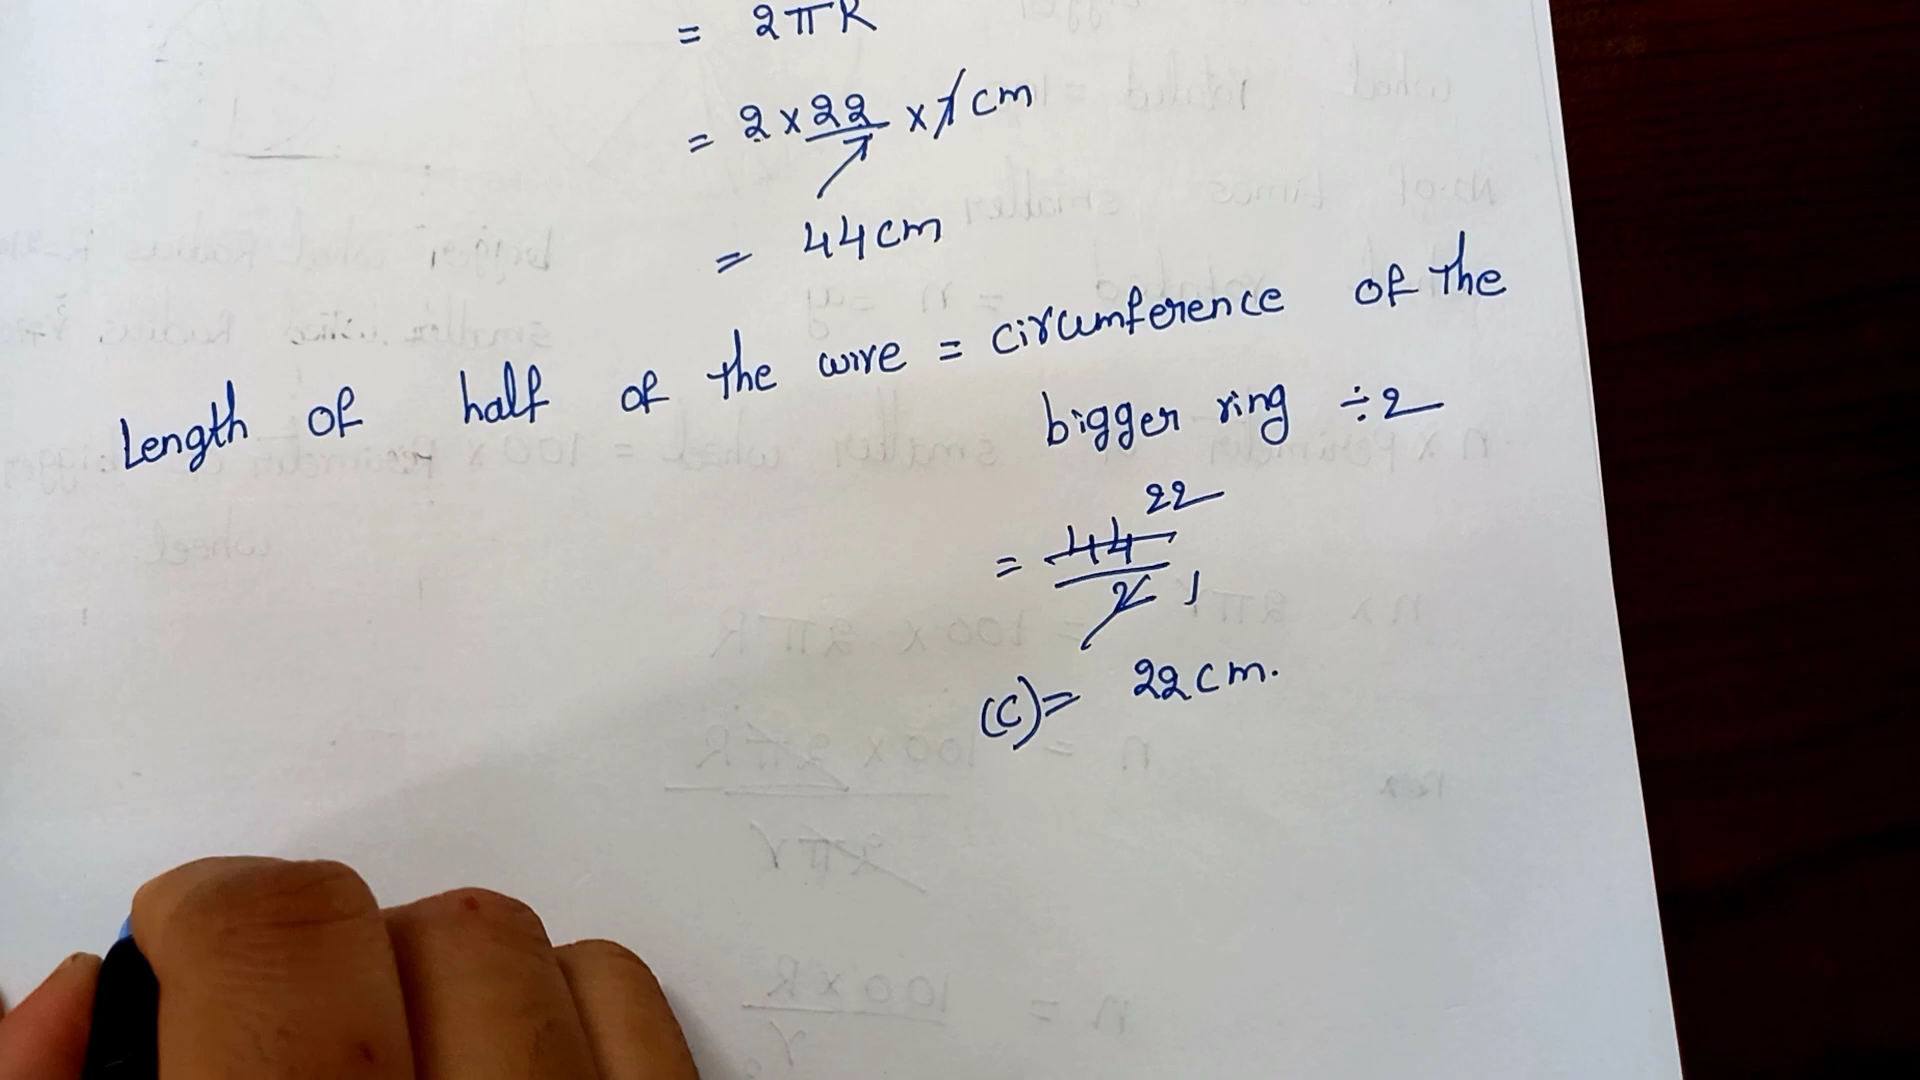 = 2πR
= 2 × 22/7 × 7 cm
= 44 cm
Length of half of the wire = circumference of the
bigger ring ÷ 2
22
= 44/2 1
(C) = 22 cm.